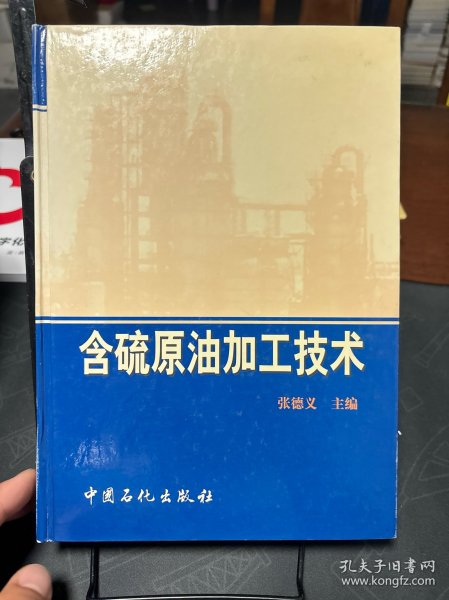 含硫原油加工技术
张德义 主编
中国石化出版社
孔夫子旧书网
www.kongfz.com